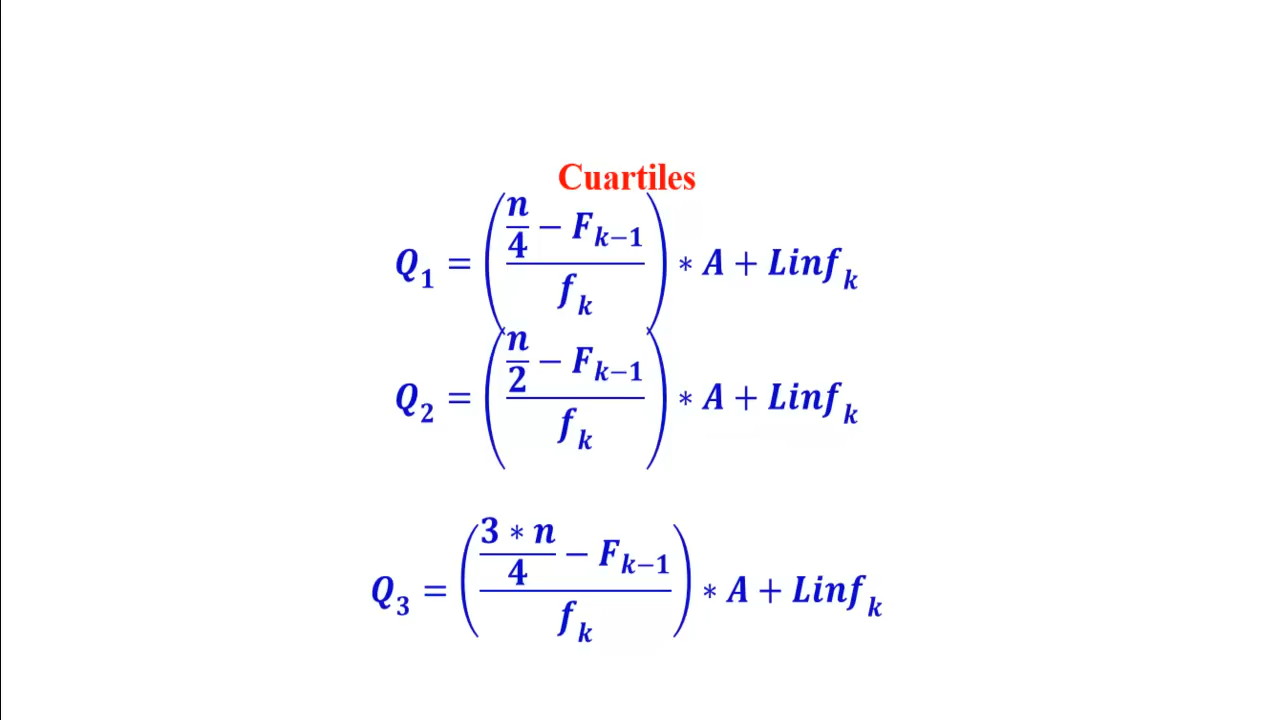 Cuartiles
Q₁ = ((n/4 − Fₖ₋₁)/fₖ) * A + Linfₖ
Q₂ = ((n/2 − Fₖ₋₁)/fₖ) * A + Linfₖ
Q₃ = ((3 * n/4 − Fₖ₋₁)/fₖ) * A + Linfₖ